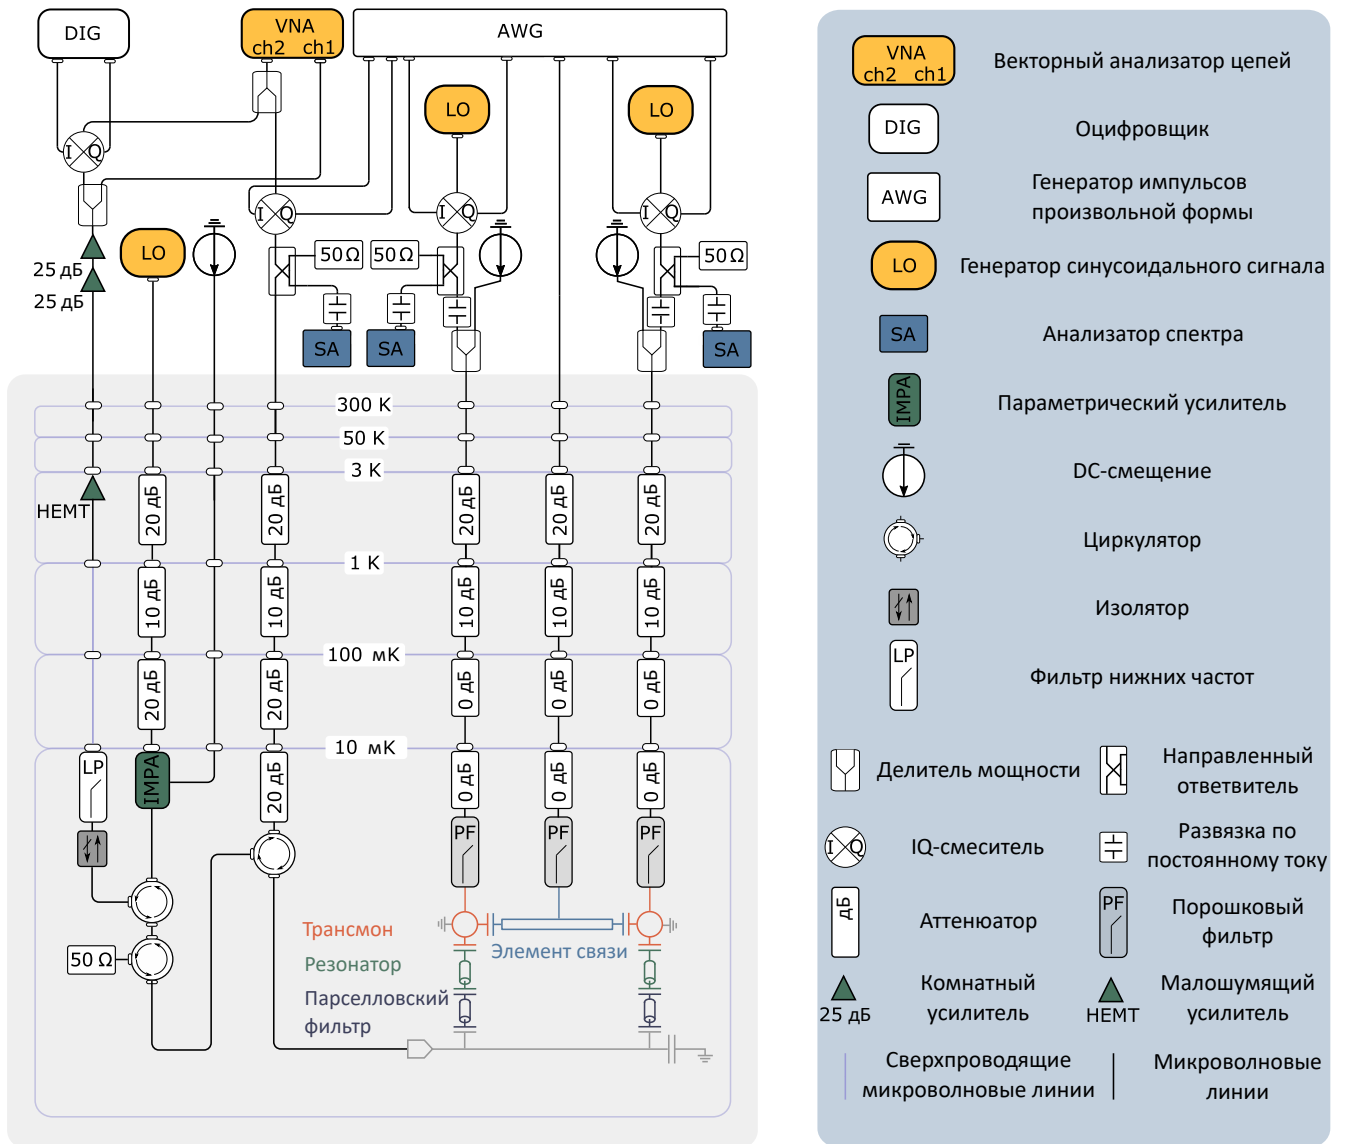 DIG
VNA
ch2 ch1
AWG
LO
LO
I Q
I Q
I Q
I Q
LO
25 дБ
25 дБ
50 Ω
50 Ω
50 Ω
SA
SA
SA
300 K
50 K
3 K
HEMT
20 дБ
20 дБ
20 дБ
20 дБ
20 дБ
1 K
10 дБ
10 дБ
10 дБ
10 дБ
10 дБ
100 мK
20 дБ
20 дБ
0 дБ
0 дБ
0 дБ
10 мK
LP
IMPA
20 дБ
0 дБ
0 дБ
0 дБ
PF
PF
PF
50 Ω
Трансмон
Резонатор
Парселловский
фильтр
Элемент связи
VNA
ch2 ch1
Векторный анализатор цепей
DIG
Оцифровщик
AWG
Генератор импульсов
произвольной формы
LO
Генератор синусоидального сигнала
SA
Анализатор спектра
IMPA
Параметрический усилитель
DC-смещение
Циркулятор
Изолятор
LP
Фильтр нижних частот
Делитель мощности
Направленный
ответвитель
I Q
IQ-смеситель
Развязка по
постоянному току
дБ
Аттенюатор
PF
Порошковый
фильтр
25 дБ
Комнатный
усилитель
HEMT
Малошумящий
усилитель
Сверхпроводящие
микроволновые линии
Микроволновые
линии